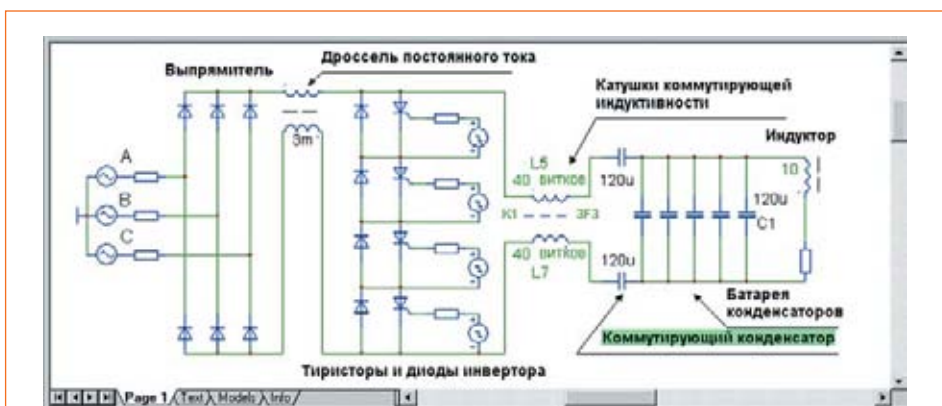 Дроссель постоянного тока
Выпрямитель
Катушки коммутирующей
индуктивности
Индуктор
3m
A
B
C
L5
40 витков
120u
10
120u
C1
K1
3F3
40 витков
L7
120u
Батарея
конденсаторов
Коммутирующий конденсатор
Тиристоры и диоды инвертора
Page 1 Text Models Info